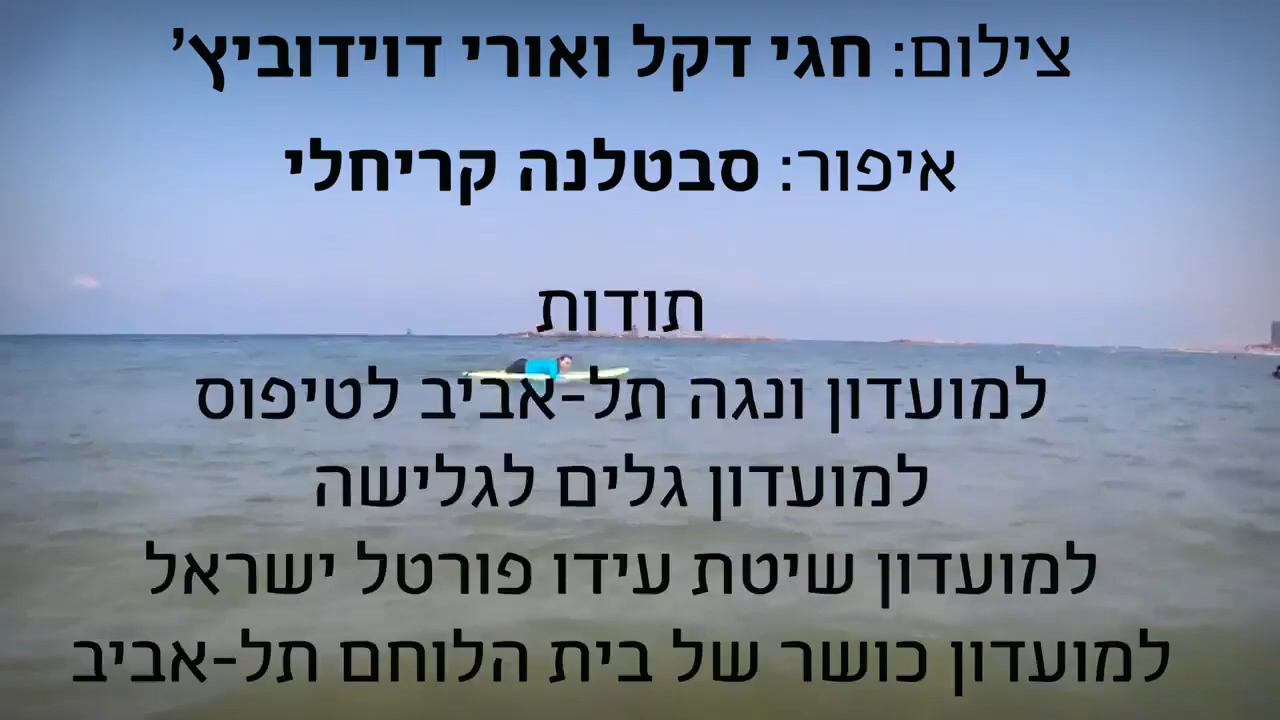 צילום: חגי דקל ואורי דוידוביץ'
איפור: סבטלנה קריחלי
תודות
למועדון ונגה תל-אביב לטיפוס
למועדון גלים לגלישה
למועדון שיטת עידו פורטל ישראל
למועדון כושר של בית הלוחם תל-אביב